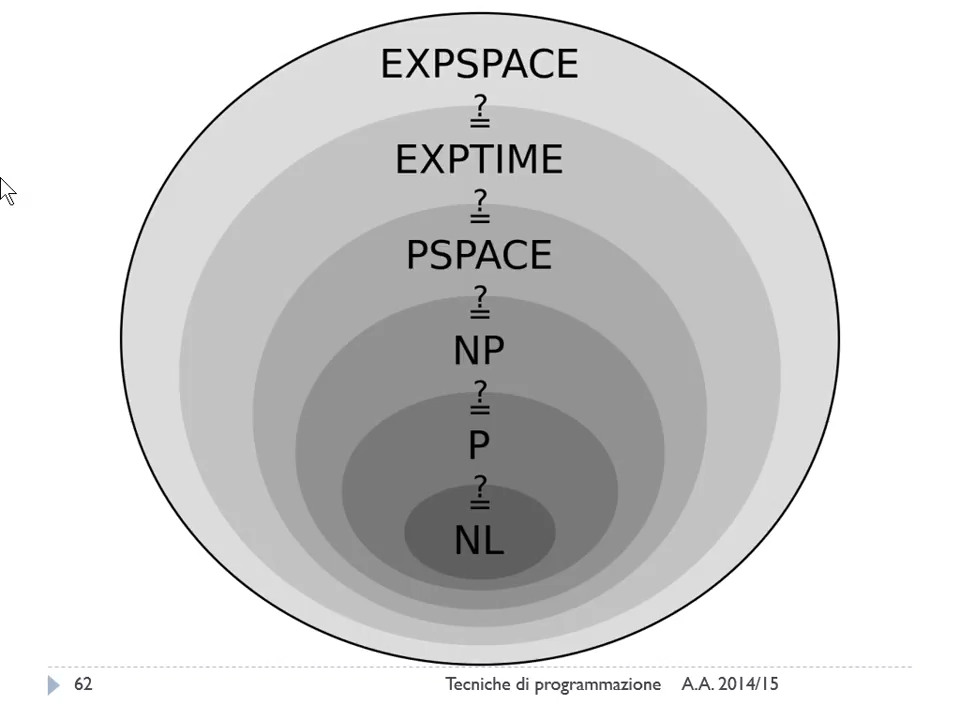 EXPSPACE
?
=
EXPTIME
?
=
PSPACE
?
=
NP
?
=
P
?
=
NL
62 Tecniche di programmazione A.A. 2014/15